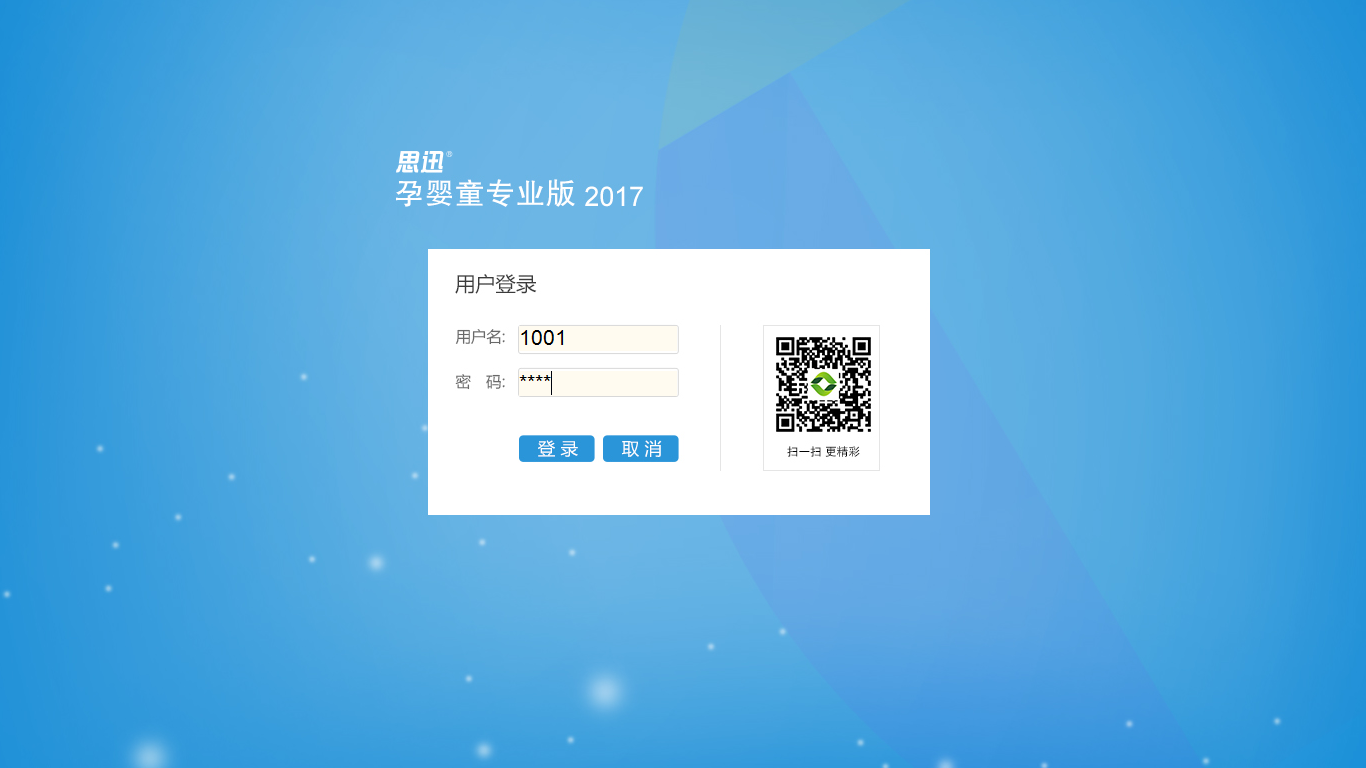 思迅®
孕婴童专业版 2017
用户登录
用户名: 1001
密 码: ****
登录 取消
扫一扫 更精彩